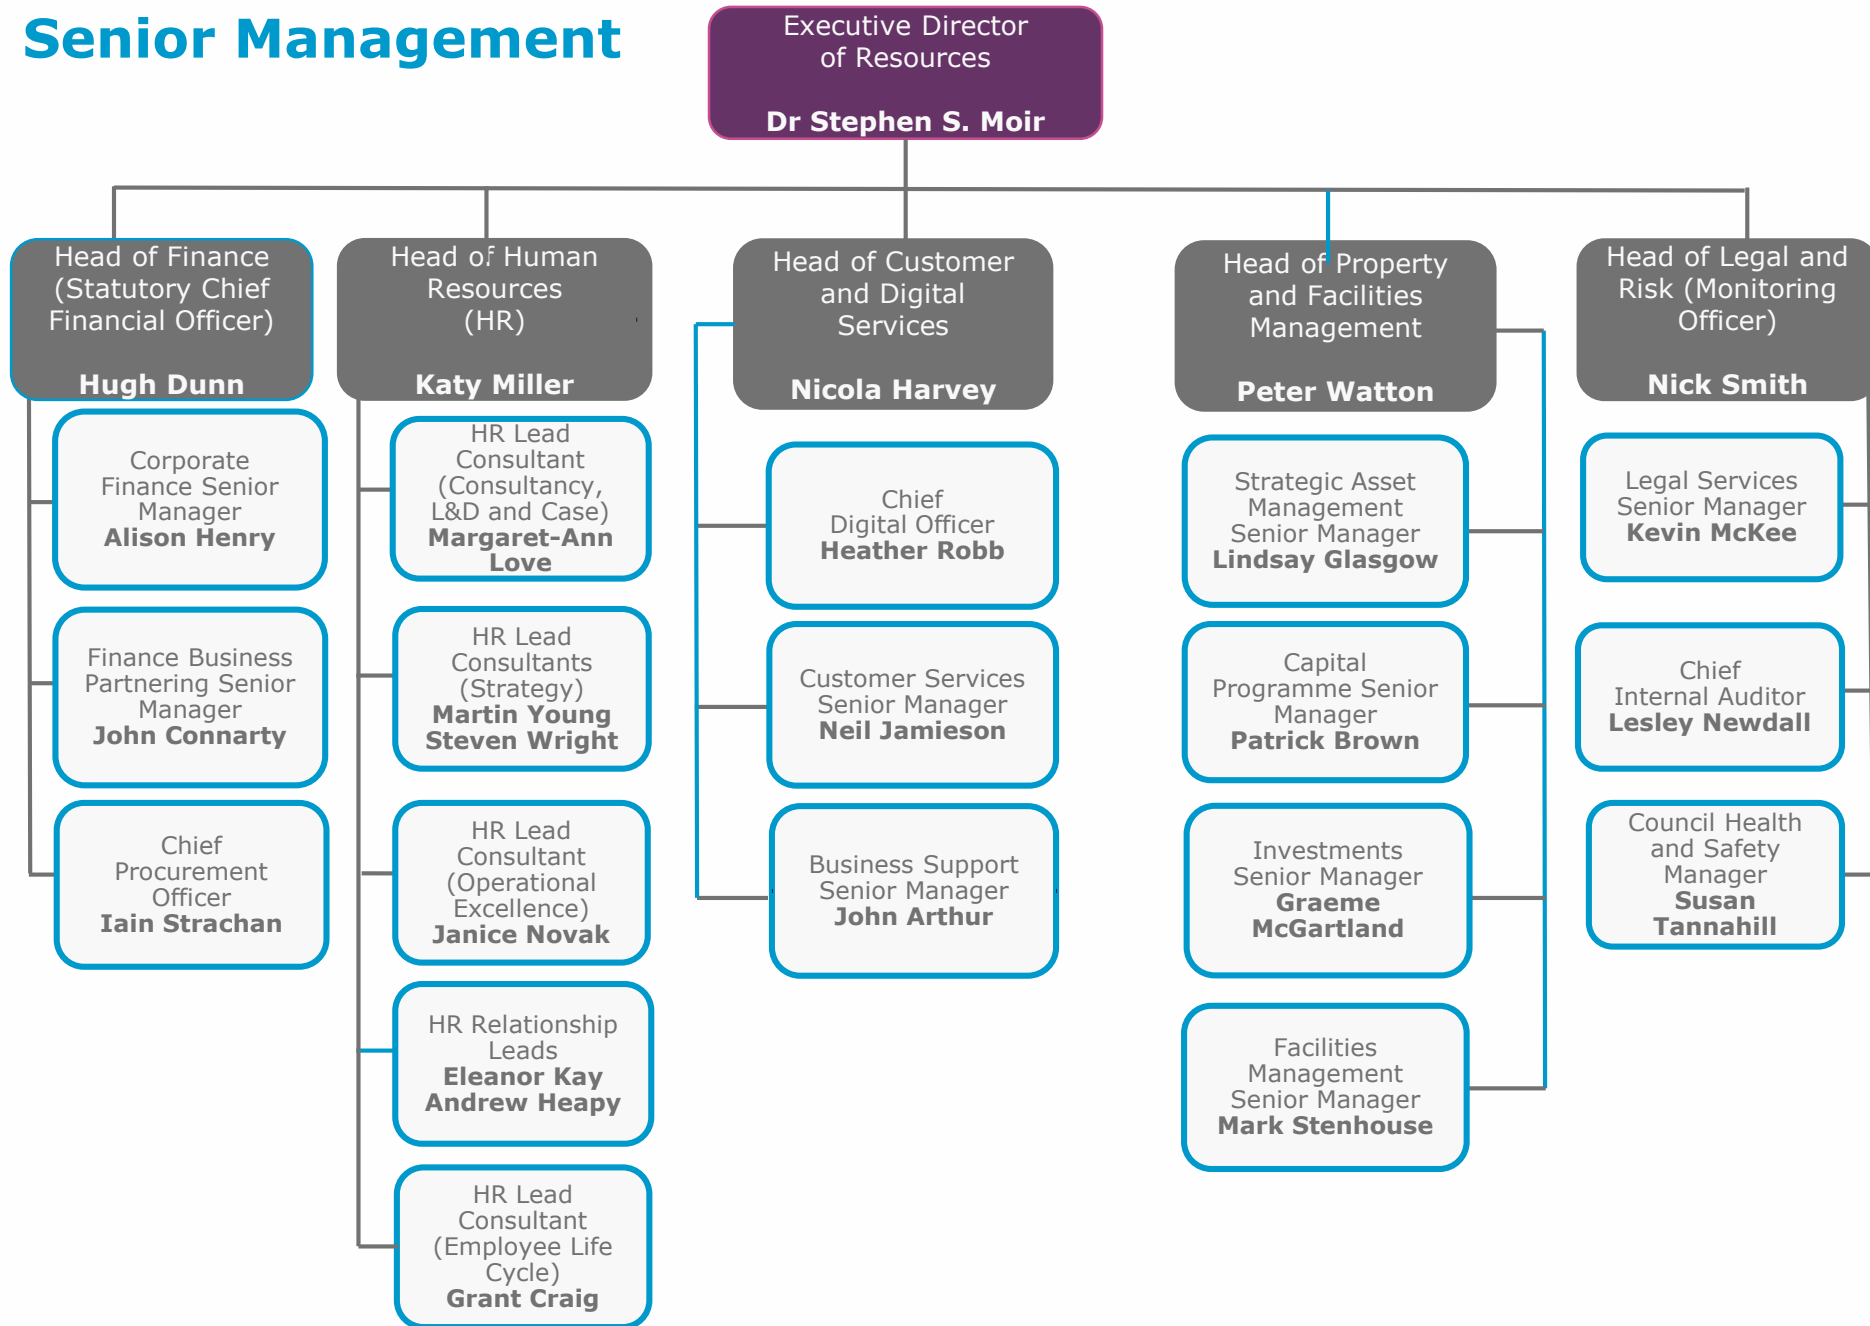 Senior Management
Executive Director
of Resources
Dr Stephen S. Moir
Head of Finance
(Statutory Chief
Financial Officer)
Hugh Dunn
Corporate
Finance Senior
Manager
Alison Henry
Finance Business
Partnering Senior
Manager
John Connarty
Chief
Procurement
Officer
Iain Strachan
Head of Human
Resources
(HR)
Katy Miller
HR Lead
Consultant
(Consultancy,
L&D and Case)
Margaret-Ann
Love
HR Lead
Consultants
(Strategy)
Martin Young
Steven Wright
HR Lead
Consultant
(Operational
Excellence)
Janice Novak
HR Relationship
Leads
Eleanor Kay
Andrew Heapy
HR Lead
Consultant
(Employee Life
Cycle)
Grant Craig
Head of Customer
and Digital
Services
Nicola Harvey
Chief
Digital Officer
Heather Robb
Customer Services
Senior Manager
Neil Jamieson
Business Support
Senior Manager
John Arthur
Head of Property
and Facilities
Management
Peter Watton
Strategic Asset
Management
Senior Manager
Lindsay Glasgow
Capital
Programme Senior
Manager
Patrick Brown
Investments
Senior Manager
Graeme
McGartland
Facilities
Management
Senior Manager
Mark Stenhouse
Head of Legal and
Risk (Monitoring
Officer)
Nick Smith
Legal Services
Senior Manager
Kevin McKee
Chief
Internal Auditor
Lesley Newdall
Council Health
and Safety
Manager
Susan
Tannahill